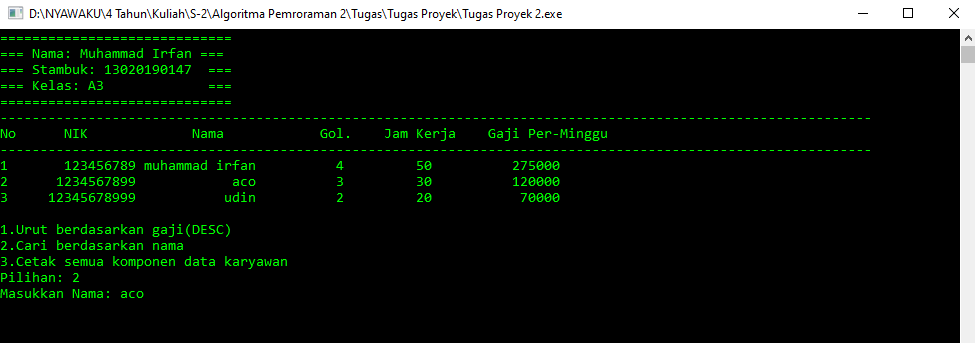 D:\NYAWAKU\4 Tahun\Kuliah\S-2\Algoritma Pemroraman 2\Tugas\Tugas Proyek\Tugas Proyek 2.exe
=============================
=== Nama: Muhammad Irfan ===
=== Stambuk: 13020190147  ===
=== Kelas: A3             ===
=============================
-------------------------------------------------------------------------------------------------------------
No      NIK             Nama            Gol.    Jam Kerja    Gaji Per-Minggu
-------------------------------------------------------------------------------------------------------------
1       123456789 muhammad irfan          4         50          275000
2      1234567899            aco          3         30          120000
3     12345678999           udin          2         20           70000
1.Urut berdasarkan gaji(DESC)
2.Cari berdasarkan nama
3.Cetak semua komponen data karyawan
Pilihan: 2
Masukkan Nama: aco